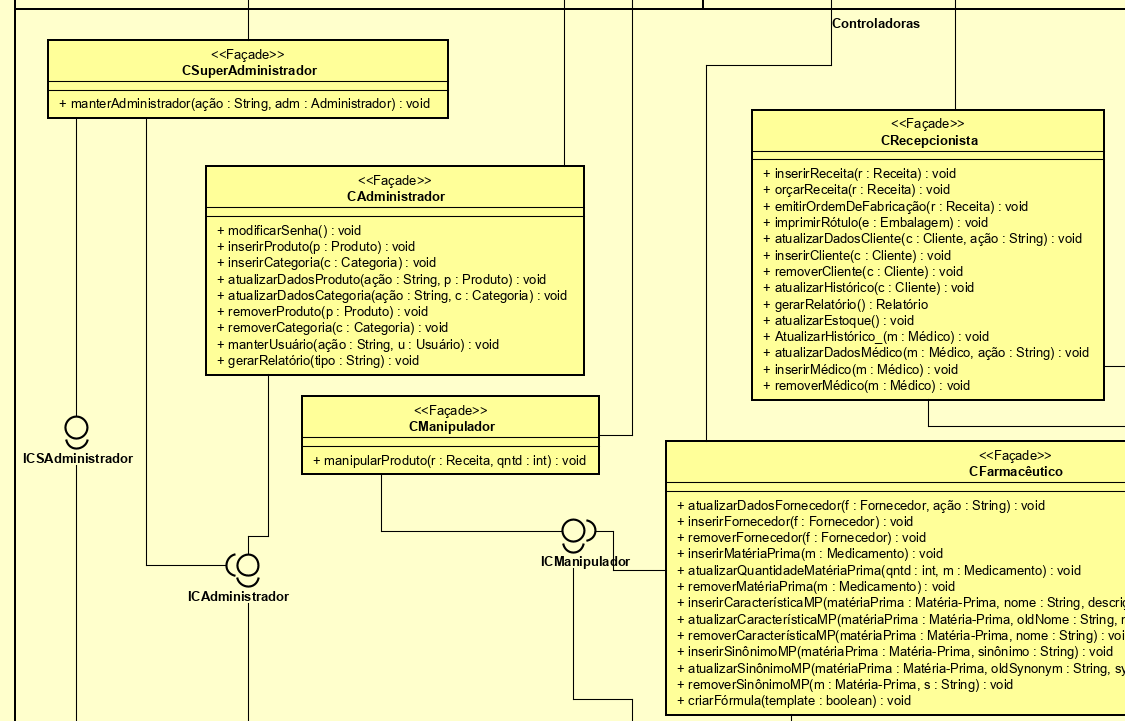 Controladoras
<<Façade>>
CSuperAdministrador
+ manterAdministrador(ação : String, adm : Administrador) : void
<<Façade>>
CAdministrador
+ modificarSenha() : void
+ inserirProduto(p : Produto) : void
+ inserirCategoria(c : Categoria) : void
+ atualizarDadosProduto(ação : String, p : Produto) : void
+ atualizarDadosCategoria(ação : String, c : Categoria) : void
+ removerProduto(p : Produto) : void
+ removerCategoria(c : Categoria) : void
+ manterUsuário(ação : String, u : Usuário) : void
+ gerarRelatório(tipo : String) : void
<<Façade>>
CRecepcionista
+ inserirReceita(r : Receita) : void
+ orçarReceita(r : Receita) : void
+ emitirOrdemDeFabricação(r : Receita) : void
+ imprimirRótulo(e : Embalagem) : void
+ atualizarDadosCliente(c : Cliente, ação : String) : void
+ inserirCliente(c : Cliente) : void
+ removerCliente(c : Cliente) : void
+ atualizarHistórico(c : Cliente) : void
+ gerarRelatório() : Relatório
+ atualizarEstoque() : void
+ AtualizarHistórico_(m : Médico) : void
+ atualizarDadosMédico(m : Médico, ação : String) : void
+ inserirMédico(m : Médico) : void
+ removerMédico(m : Médico) : void
<<Façade>>
CManipulador
+ manipularProduto(r : Receita, qntd : int) : void
ICSAdministrador
ICAdministrador
ICManipulador
<<Façade>>
CFarmacêutico
+ atualizarDadosFornecedor(f : Fornecedor, ação : String) : void
+ inserirFornecedor(f : Fornecedor) : void
+ removerFornecedor(f : Fornecedor) : void
+ inserirMatériaPrima(m : Medicamento) : void
+ atualizarQuantidadeMatériaPrima(qntd : int, m : Medicamento) : void
+ removerMatériaPrima(m : Medicamento) : void
+ inserirCaracterísticaMP(matériaPrima : Matéria-Prima, nome : String,
+ atualizarCaracterísticaMP(matériaPrima : Matéria-Prima, oldNome : String,
+ removerCaracterísticaMP(matériaPrima : Matéria-Prima, nome : String) :
+ inserirSinônimoMP(matériaPrima : Matéria-Prima, sinônimo : String) : void
+ atualizarSinônimoMP(matériaPrima : Matéria-Prima, oldSynonym : String,
+ removerSinônimoMP(m : Matéria-Prima, s : String) : void
+ criarFórmula(template : boolean) : void